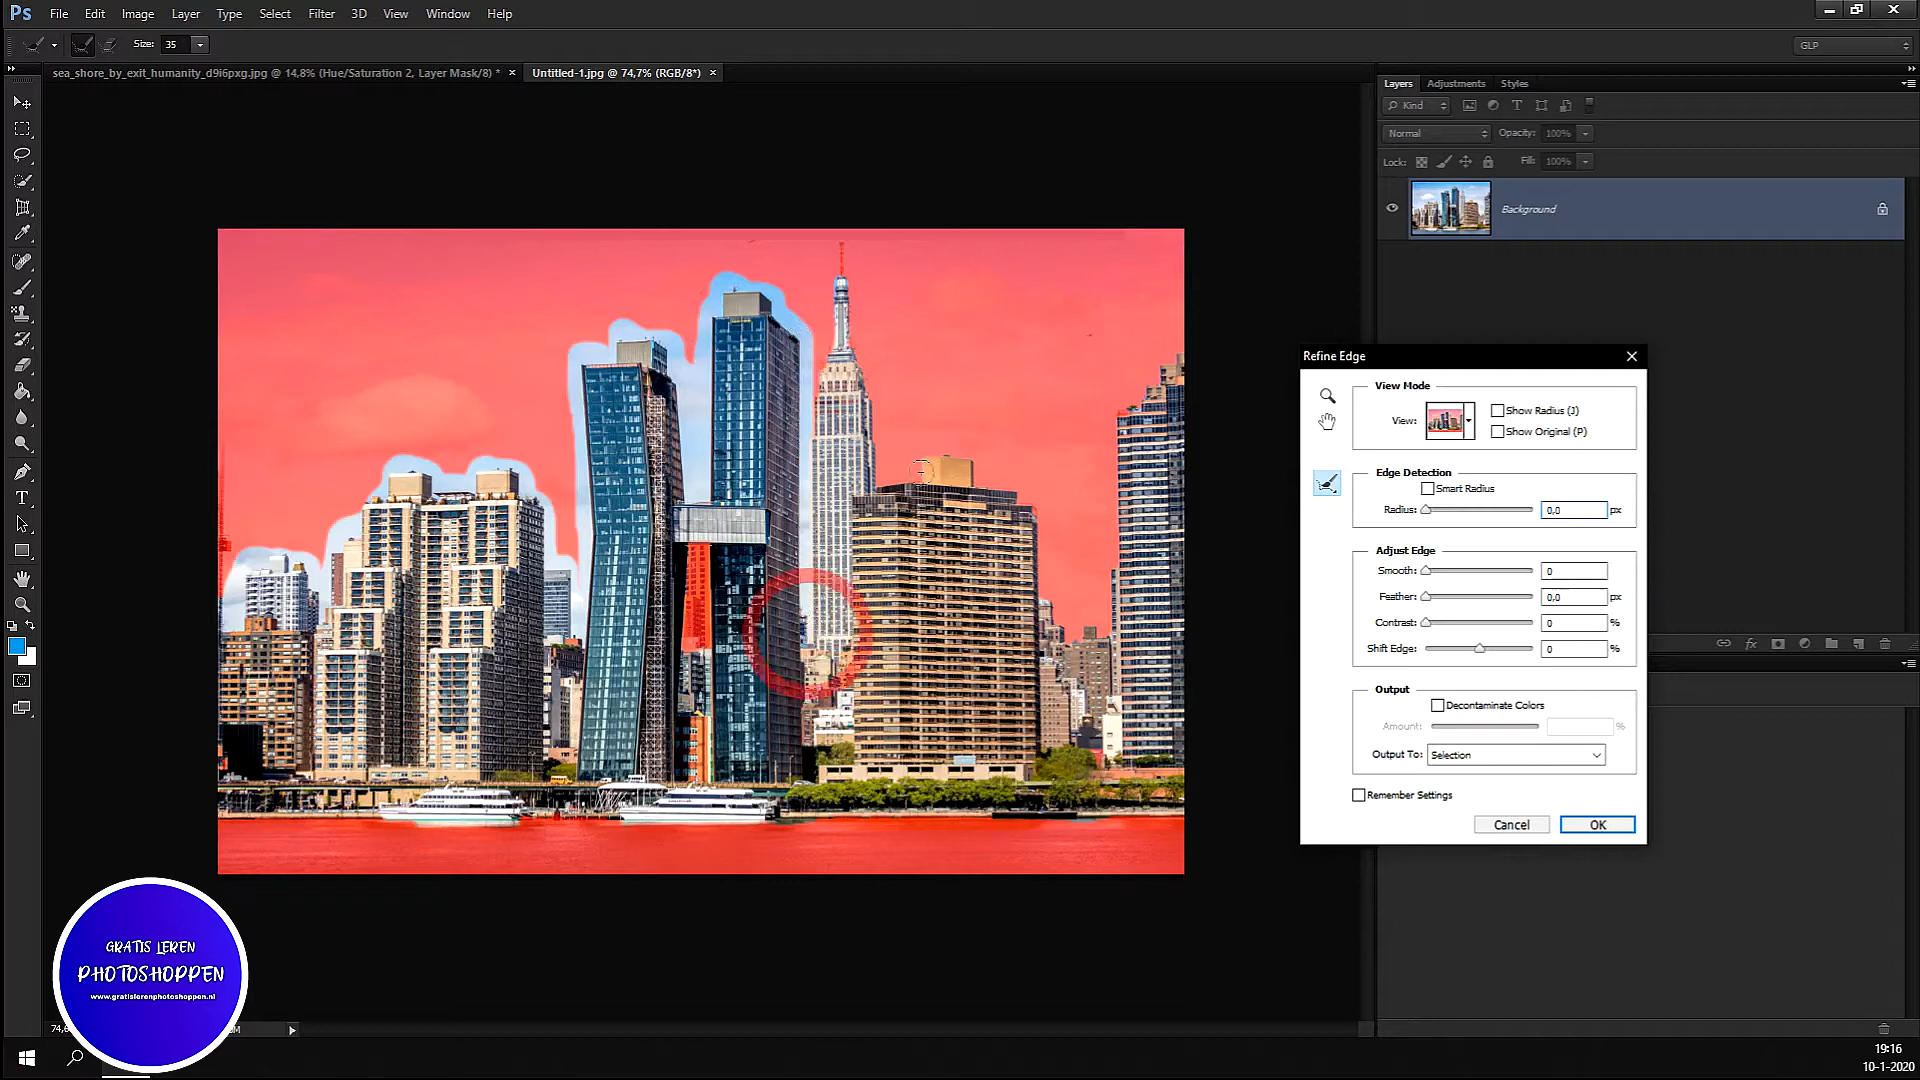 Ps File Edit Image Layer Type Select Filter 3D View Window Help
Size: 35
GLP
sea_shore_by_exit_humanity_d9i6pxg.jpg @ 14,8% (Hue/Saturation 2, Layer Mask/8) * × Untitled-1.jpg @ 74,7% (RGB/8*) ×
Layers Adjustments Styles
Kind
Normal Opacity: 100%
Lock: Fill: 100%
Background
Refine Edge
View Mode
View:
Show Radius (J)
Show Original (P)
Edge Detection
Smart Radius
Radius: 0,0 px
Adjust Edge
Smooth: 0
Feather: 0,0 px
Contrast: 0 %
Shift Edge: 0 %
Output
Decontaminate Colors
Amount: %
Output To: Selection
Remember Settings
Cancel OK
fx
GRATIS LEREN
PHOTOSHOPPEN
www.gratislerenphotoshoppen.nl
19:16
10-1-2020